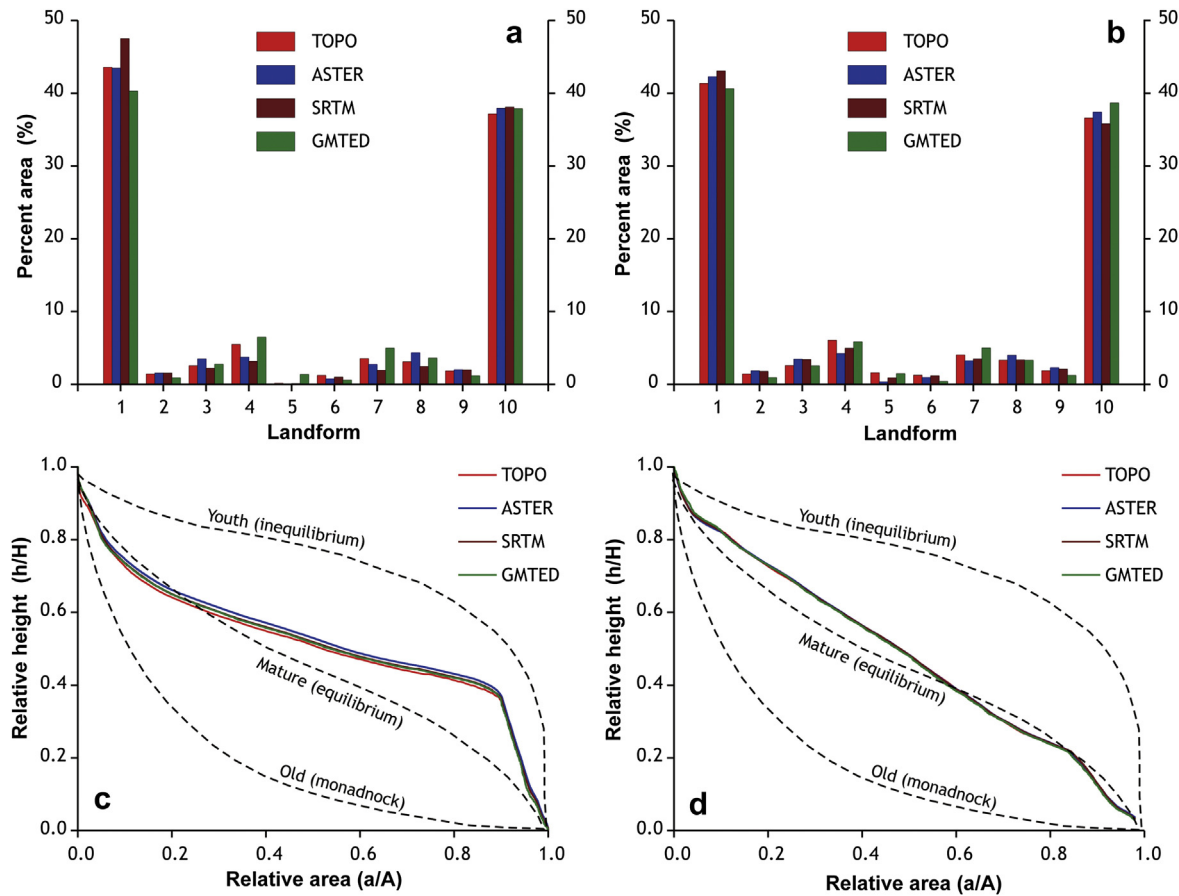 a
50
40
30
20
10
0
50
40
30
20
10
0
Percent area (%)
TOPO
ASTER
SRTM
GMTED
1 2 3 4 5 6 7 8 9 10
Landform
b
50
40
30
20
10
0
50
40
30
20
10
0
Percent area (%)
TOPO
ASTER
SRTM
GMTED
1 2 3 4 5 6 7 8 9 10
Landform
c
1.0
0.8
0.6
0.4
0.2
0.0
Relative height (h/H)
TOPO
ASTER
SRTM
GMTED
Youth (inequilibrium)
Mature (equilibrium)
Old (monadnock)
0.0 0.2 0.4 0.6 0.8 1.0
Relative area (a/A)
d
1.0
0.8
0.6
0.4
0.2
0.0
Relative height (h/H)
TOPO
ASTER
SRTM
GMTED
Youth (inequilibrium)
Mature (equilibrium)
Old (monadnock)
0.0 0.2 0.4 0.6 0.8 1.0
Relative area (a/A)